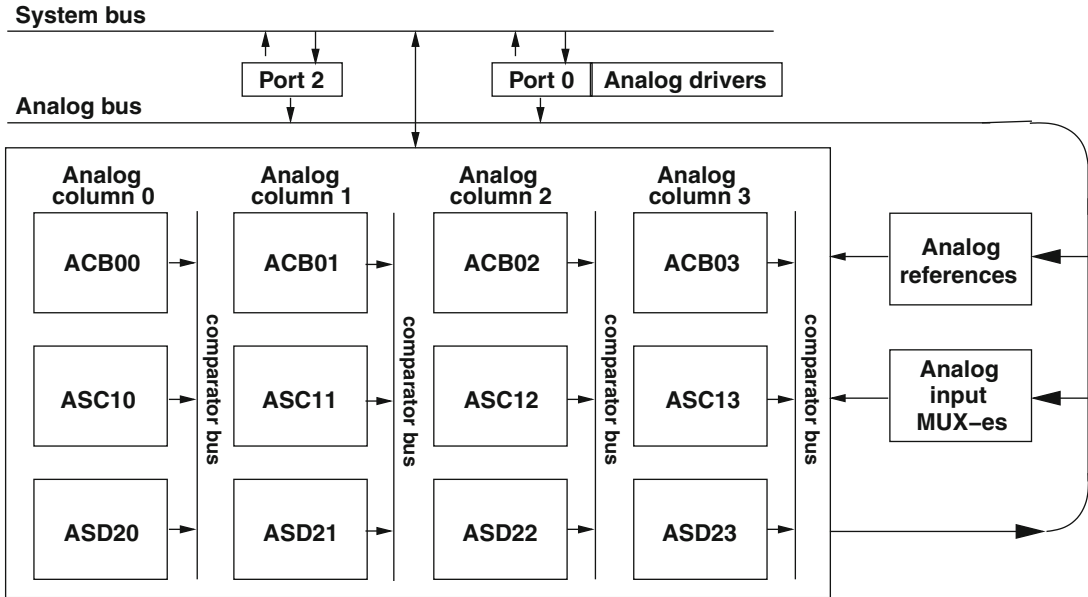 System bus
Port 2
Port 0
Analog drivers
Analog bus
Analog
column 0
Analog
column 1
Analog
column 2
Analog
column 3
ACB00
ACB01
ACB02
ACB03
Analog
references
comparator bus
comparator bus
comparator bus
comparator bus
ASC10
ASC11
ASC12
ASC13
Analog
input
MUX–es
ASD20
ASD21
ASD22
ASD23